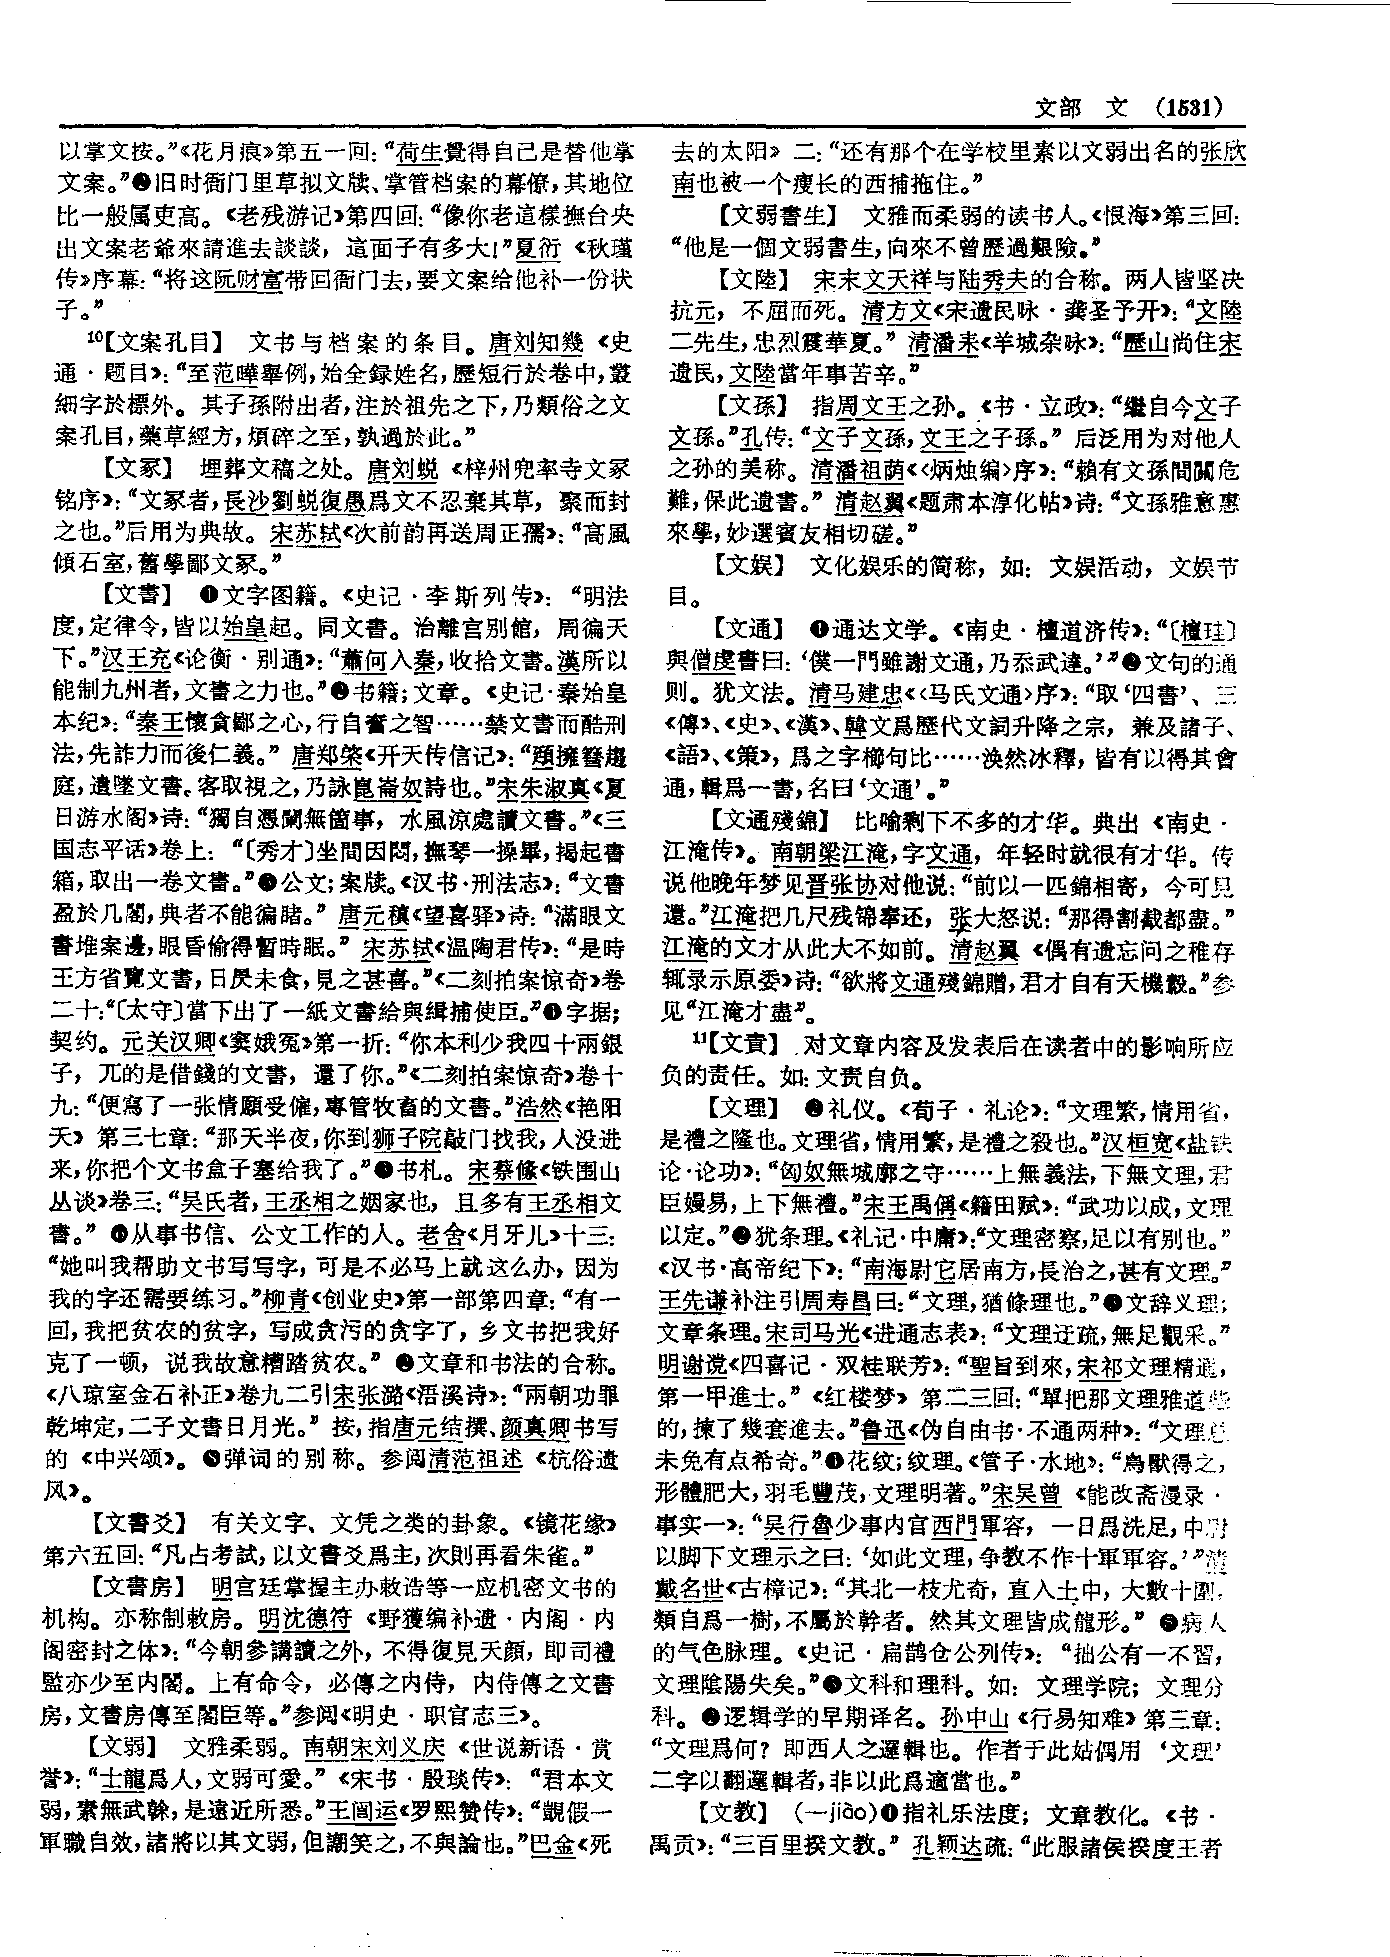 文部　文　（1531）
以掌文按。”《花月痕》第五一回：“荷生覺得自己是替他掌
文案。”❷旧时衙门里草拟文牍、掌管档案的幕僚，其地位
比一般属吏高。《老残游记》第四回：“像你老這樣撫台央
出文案老爺來請進去談談，這面子有多大！”夏衍《秋瑾
传》序幕：“将这阮财富带回衙门去，要文案给他补一份状
子。”
10【文案孔目】　文书与档案的条目。唐刘知幾《史
通·题目》：“至范曄舉例，始全録姓名，歷短行於卷中，叢
細字於標外。其子孫附出者，注於祖先之下，乃類俗之文
案孔目，藥草經方，煩碎之至，孰過於此。”
【文冢】　埋葬文稿之处。唐刘蜕《梓州兜率寺文冢
铭序》：“文冢者，長沙劉蜕復愚爲文不忍棄其草，聚而封
之也。”后用为典故。宋苏轼《次前韵再送周正孺》：“高風
傾石室，舊學鄙文冢。”
【文書】　❶文字图籍。《史记·李斯列传》：“明法
度，定律令，皆以始皇起。同文書。治離宫别館，周徧天
下。”汉王充《论衡·别通》：“蕭何入秦，收拾文書。漢所以
能制九州者，文書之力也。”❷书籍；文章。《史记·秦始皇
本纪》：“秦王懷貪鄙之心，行自奮之智……禁文書而酷刑
法，先詐力而後仁義。”唐郑棨《开天传信记》：“頲擁篲趨
庭，遺墜文書。客取視之，乃詠崑崙奴詩也。”宋朱淑真《夏
日游水阁》诗：“獨自憑闌無箇事，水風涼處讀文書。”《三
国志平话》卷上：“〔秀才〕坐間因悶，撫琴一操畢，揭起書
箱，取出一卷文書。”❸公文；案牍。《汉书·刑法志》：“文書
盈於几閣，典者不能徧睹。”唐元稹《望喜驿》诗：“滿眼文
書堆案邊，眼昏偷得暫時眠。”宋苏轼《温陶君传》：“是時
王方省覽文書，日昃未食，見之甚喜。”《二刻拍案惊奇》卷
二十：“〔太守〕當下出了一紙文書給與緝捕使臣。”❹字据；
契约。元关汉卿《窦娥冤》第一折：“你本利少我四十兩銀
子，兀的是借錢的文書，還了你。”《二刻拍案惊奇》卷十
九：“便寫了一张情願受僱，專管牧畜的文書。”浩然《艳阳
天》第三七章：“那天半夜，你到狮子院敲门找我，人没进
来，你把个文书盒子塞给我了。”❺书札。宋蔡絛《铁围山
丛谈》卷三：“吴氏者，王丞相之姻家也，且多有王丞相文
書。”❻从事书信、公文工作的人。老舍《月牙儿》十三：
“她叫我帮助文书写写字，可是不必马上就这么办，因为
我的字还需要练习。”柳青《创业史》第一部第四章：“有一
回，我把贫农的贫字，写成贪污的贪字了，乡文书把我好
克了一顿，说我故意糟踏贫农。”❼文章和书法的合称。
《八琼室金石补正》卷九二引宋张潞《浯溪诗》：“兩朝功罪
乾坤定，二子文書日月光。”按，指唐元结撰、颜真卿书写
的《中兴颂》。❽弹词的别称。参阅清范祖述《杭俗遗
风》。
【文書爻】　有关文字、文凭之类的卦象。《镜花缘》
第六五回：“凡占考試，以文書爻爲主，次則再看朱雀。”
【文書房】　明宫廷掌握主办敕诰等一应机密文书的
机构。亦称制敕房。明沈德符《野獲编补遗·内阁·内
阁密封之体》：“今朝參講讀之外，不得復見天顔，即司禮
監亦少至内閣。上有命令，必傳之内侍，内侍傳之文書
房，文書房傳至閣臣等。”参阅《明史·职官志三》。
【文弱】　文雅柔弱。南朝宋刘义庆《世说新语·赏
誉》：“士龍爲人，文弱可愛。”《宋书·殷琰传》：“君本文
弱，素無武幹，是遠近所悉。”王闿运《罗熙赞传》：“覬假一
軍職自效，諸將以其文弱，但謿笑之，不與論也。”巴金《死
去的太阳》二：“还有那个在学校里素以文弱出名的张欣
南也被一个瘦长的西捕拖住。”
【文弱書生】　文雅而柔弱的读书人。《恨海》第三回：
“他是一個文弱書生，向來不曾歷過艱險。”
【文陸】　宋末文天祥与陆秀夫的合称。两人皆坚决
抗元，不屈而死。清方文《宋遗民咏·龚圣予开》：“文陸
二先生，忠烈震華夏。”清潘耒《羊城杂咏》：“歷山尚住宋
遺民，文陸當年事苦辛。”
【文孫】　指周文王之孙。《书·立政》：“繼自今文子
文孫。”孔传：“文子文孫，文王之子孫。”后泛用为对他人
之孙的美称。清潘祖荫《〈炳烛编〉序》：“賴有文孫間關危
難，保此遺書。”清赵翼《题肃本淳化帖》诗：“文孫雅意惠
來學，妙選賓友相切磋。”
【文娱】　文化娱乐的简称，如：文娱活动，文娱节
目。
【文通】　❶通达文学。《南史·檀道济传》：“〔檀珪〕
與僧虔書曰：‘僕一門雖謝文通，乃忝武達。’”❷文句的通
则。犹文法。清马建忠《〈马氏文通〉序》：“取‘四書’、三
《傳》、《史》、《漢》、韓文爲歷代文詞升降之宗，兼及諸子、
《語》、《策》，爲之字櫛句比……涣然冰釋，皆有以得其會
通，輯爲一書，名曰‘文通’。”
【文通殘錦】　比喻剩下不多的才华。典出《南史·
江淹传》。南朝梁江淹，字文通，年轻时就很有才华。传
说他晚年梦见晋张协对他说：“前以一匹錦相寄，今可見
還。”江淹把几尺残锦奉还，张大怒说：“那得割截都盡。”
江淹的文才从此大不如前。清赵翼《偶有遗忘问之稚存
辄录示原委》诗：“欲將文通殘錦贈，君才自有天機縠。”参
见“江淹才盡”。
11【文責】　对文章内容及发表后在读者中的影响所应
负的责任。如：文责自负。
【文理】　❶礼仪。《荀子·礼论》：“文理繁，情用省，
是禮之隆也。文理省，情用繁，是禮之殺也。”汉桓宽《盐铁
论·论功》：“匈奴無城廓之守……上無義法，下無文理，君
臣嫚易，上下無禮。”宋王禹偁《籍田赋》：“武功以成，文理
以定。”❷犹条理。《礼记·中庸》：“文理密察，足以有别也。”
《汉书·高帝纪下》：“南海尉它居南方，長治之，甚有文理。”
王先谦补注引周寿昌曰：“文理，猶條理也。”❸文辞义理；
文章条理。宋司马光《进通志表》：“文理迂疏，無足觀采。”
明谢谠《四喜记·双桂联芳》：“聖旨到來，宋祁文理精通，
第一甲進士。”《红楼梦》第二三回：“單把那文理雅道些
的，揀了幾套進去。”鲁迅《伪自由书·不通两种》：“文理总
未免有点希奇。”❹花纹；纹理。《管子·水地》：“鳥獸得之，
形體肥大，羽毛豐茂，文理明著。”宋吴曾《能改斋漫录·
事实一》：“吴行魯少事内官西門軍容，一日爲洗足，中尉
以脚下文理示之曰：‘如此文理，争教不作十軍軍容。’”清
戴名世《古樟记》：“其北一枝尤奇，直入土中，大數十圍，
類自爲一樹，不屬於幹者。然其文理皆成龍形。”❺病人
的气色脉理。《史记·扁鹊仓公列传》：“拙公有一不習，
文理陰陽失矣。”❻文科和理科。如：文理学院；文理分
科。❼逻辑学的早期译名。孙中山《行易知难》第三章：
“文理爲何？即西人之邏輯也。作者于此姑偶用‘文理’
二字以翻邏輯者，非以此爲適當也。”
【文教】　（一jiào）❶指礼乐法度；文章教化。《书·
禹贡》：“三百里揆文教。”孔颖达疏：“此服諸侯揆度王者